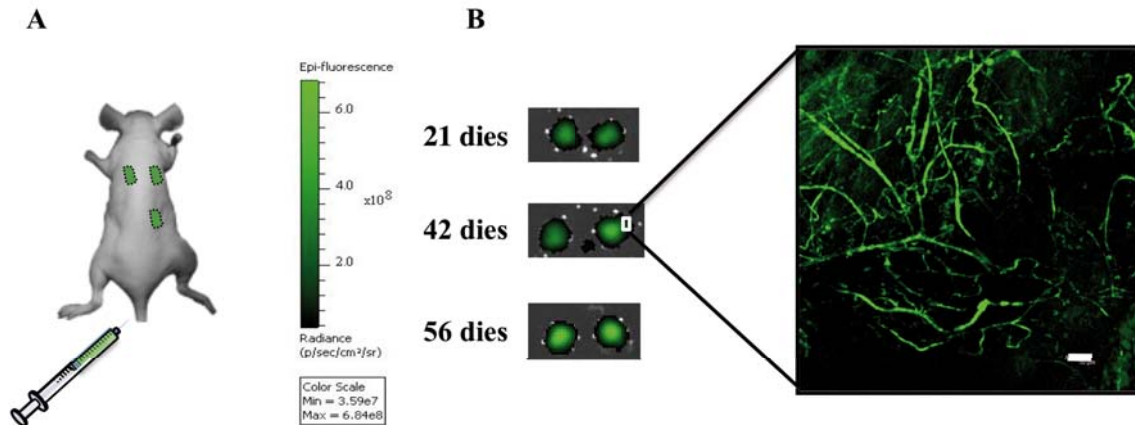 A
B
Epi-fluorescence
6.0
4.0
x10⁸
2.0
Radiance
(p/sec/cm²/sr)
Color Scale
Min = 3.59e7
Max = 6.84e8
21 dies
42 dies
56 dies